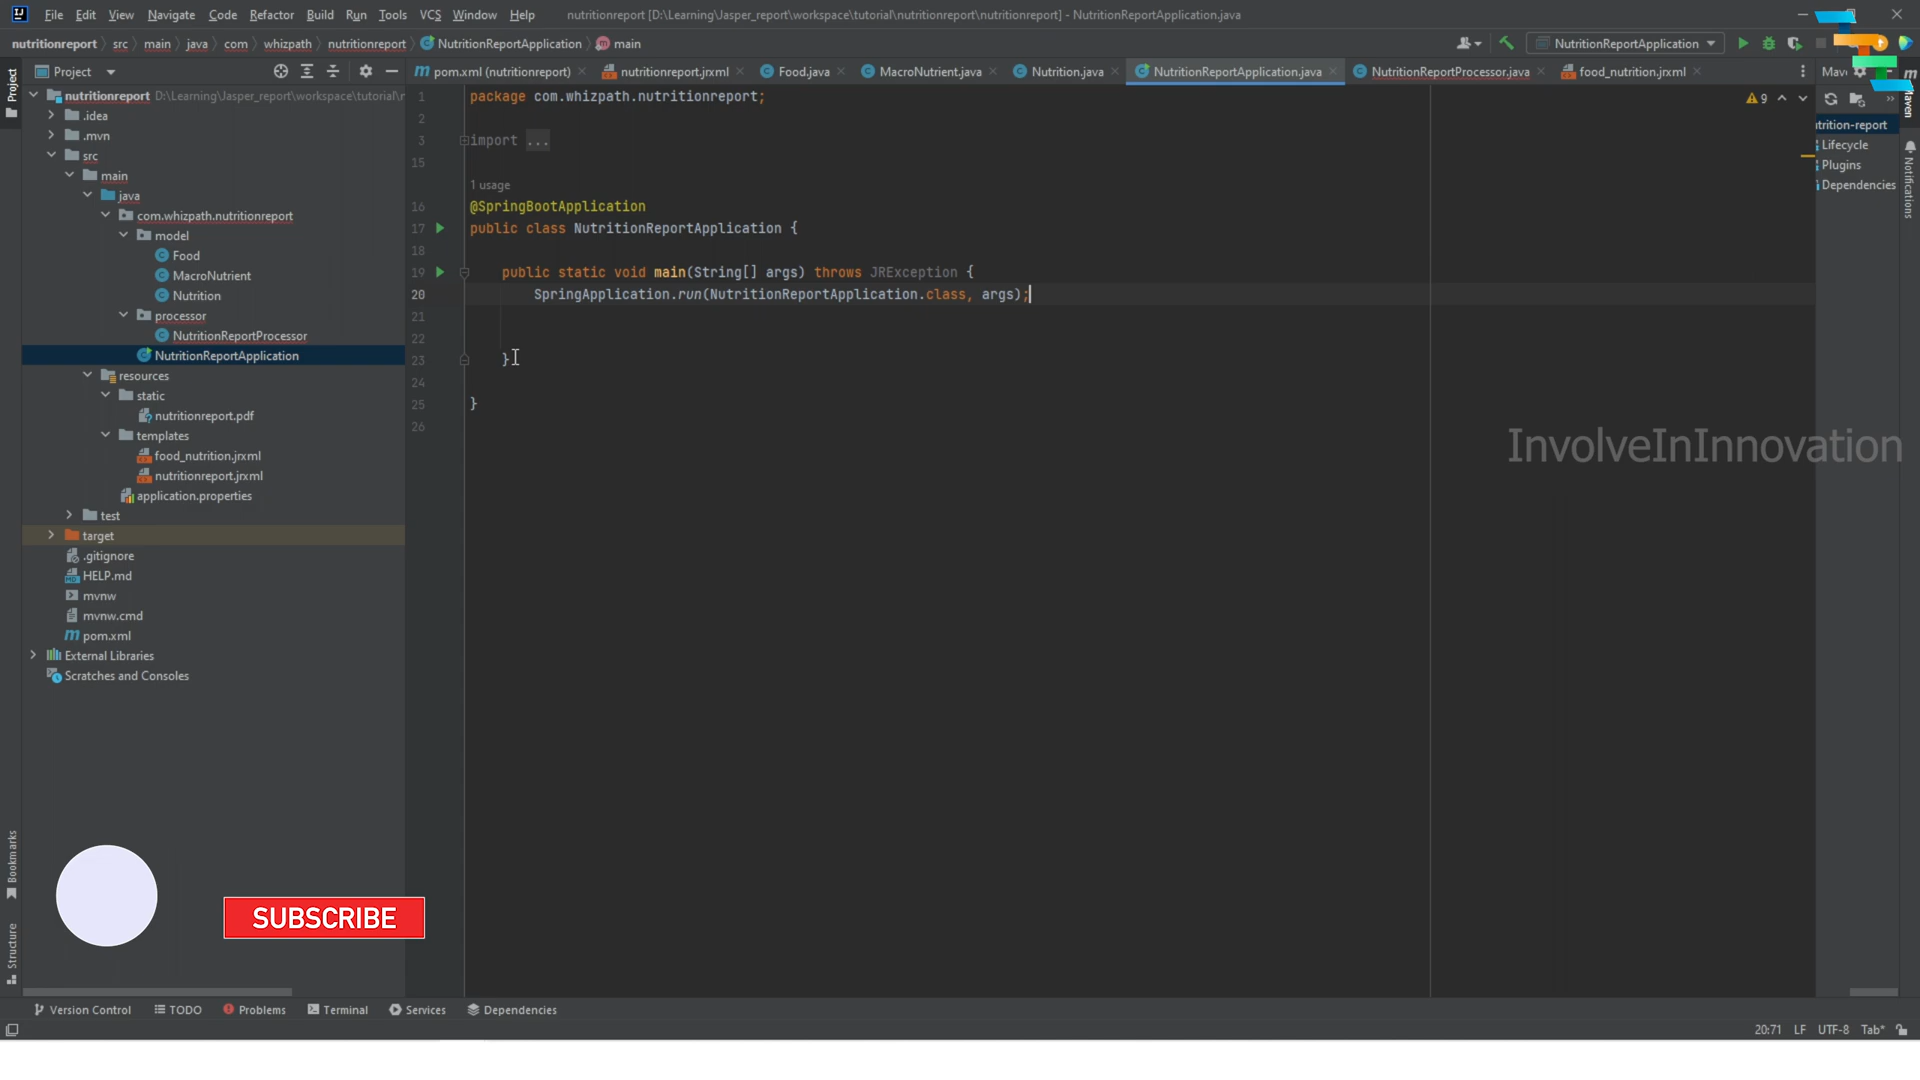 File Edit View Navigate Code Refactor Build Run Tools VCS Window Help nutritionreport [D:\Learning\Jasper_report\workspace\tutorial\nutritionreport\nutritionreport] - NutritionReportApplication.java
nutritionreport src main java com whizpath nutritionreport NutritionReportApplication main NutritionReportApplication
Project pom.xml (nutritionreport) nutritionreport.jrxml Food.java MacroNutrient.java Nutrition.java NutritionReportApplication.java NutritionReportProcessor.java food_nutrition.jrxml
Project
Maven
Notifications
Bookmarks
Structure
nutritionreport D:\Learning\Jasper_report\workspace\tutorial\
.idea
.mvn
src
main
java
com.whizpath.nutritionreport
model
Food
MacroNutrient
Nutrition
processor
NutritionReportProcessor
NutritionReportApplication
resources
static
nutritionreport.pdf
templates
food_nutrition.jrxml
nutritionreport.jrxml
application.properties
test
target
.gitignore
HELP.md
mvnw
mvnw.cmd
pom.xml
External Libraries
Scratches and Consoles
1 package com.whizpath.nutritionreport;
2
3 import ...
15
1 usage
16 @SpringBootApplication
17 public class NutritionReportApplication {
18
19 public static void main(String[] args) throws JRException {
20 SpringApplication.run(NutritionReportApplication.class, args);
21
22
23 }
24
25 }
26
9
Lifecycle
Plugins
Dependencies
InvolveInInnovation
SUBSCRIBE
Version Control TODO Problems Terminal Services Dependencies
20:71 LF UTF-8 Tab*